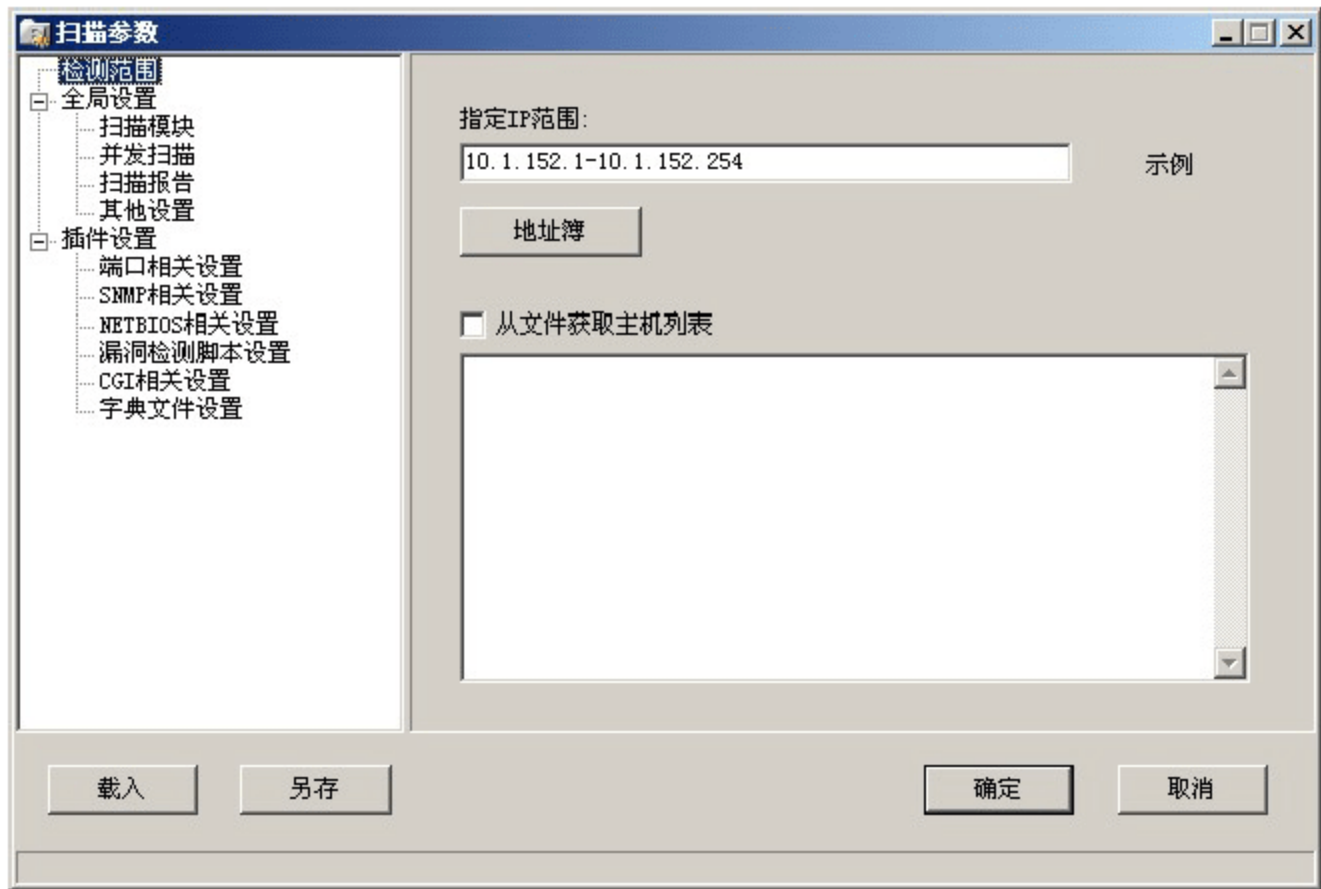 扫描参数
检测范围
全局设置
扫描模块
并发扫描
扫描报告
其他设置
插件设置
端口相关设置
SNMP相关设置
NETBIOS相关设置
漏洞检测脚本设置
CGI相关设置
字典文件设置
指定IP范围:
10.1.152.1-10.1.152.254
示例
地址簿
从文件获取主机列表
载入
另存
确定
取消